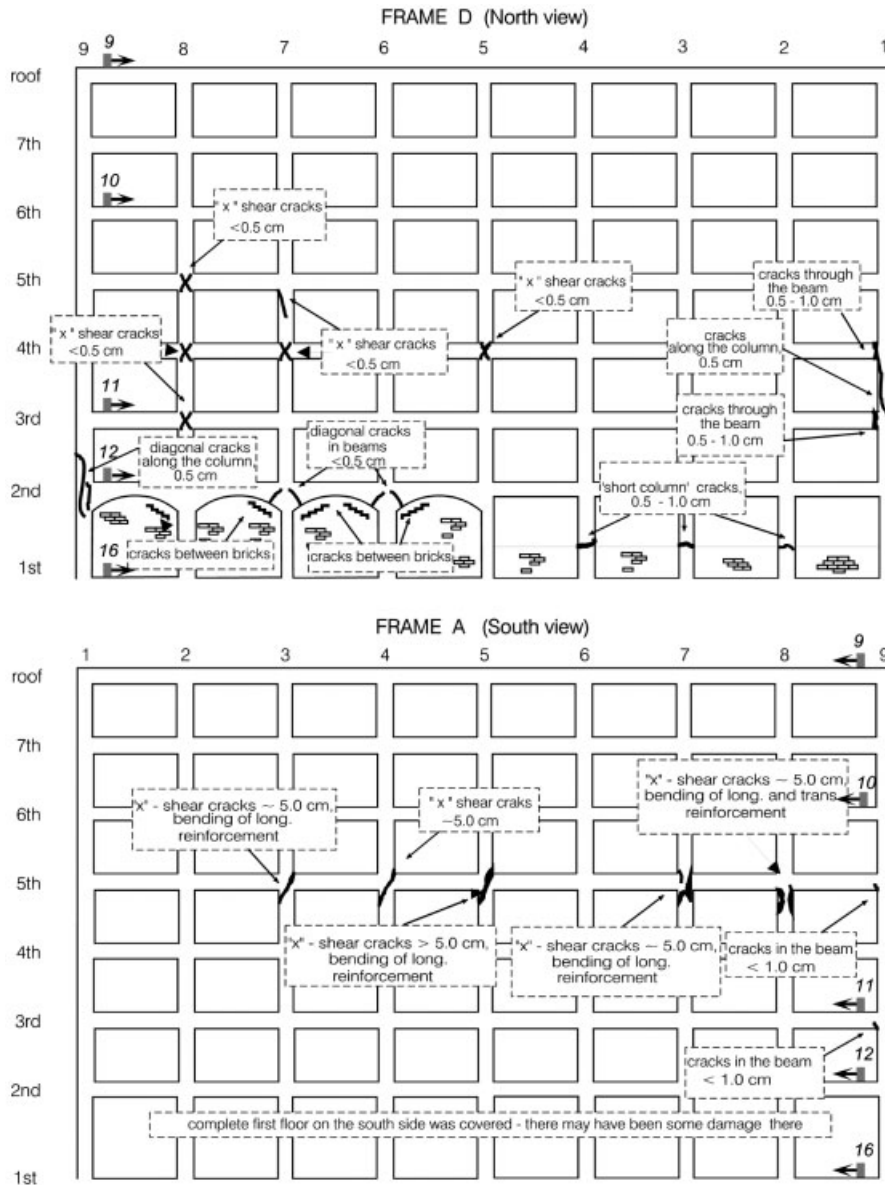 FRAME D (North view)
9 9 8 7 6 5 4 3 2 1
roof
7th
10
6th
"x" shear cracks
<0.5 cm
5th
"x" shear cracks
<0.5 cm
cracks through
the beam
0.5 - 1.0 cm
"x" shear cracks
<0.5 cm
4th
"x" shear cracks
<0.5 cm
cracks
along the column,
0.5 cm
11
3rd
cracks through
the beam
0.5 - 1.0 cm
12
diagonal cracks
along the column
0.5 cm
diagonal cracks
in beams
<0.5 cm
2nd
'short column' cracks,
0.5 - 1.0 cm
cracks between bricks
cracks between bricks
16
1st
FRAME A (South view)
1 2 3 4 5 6 7 8 9 9
roof
7th
10
6th
"x" - shear cracks ~ 5.0 cm,
bending of long.
reinforcement
" x " shear craks
~5.0 cm
"x" - shear cracks ~ 5.0 cm,
bending of long. and trans.
reinforcement
5th
"x" - shear cracks > 5.0 cm,
bending of long.
reinforcement
"x" - shear cracks ~ 5.0 cm,
bending of long.
reinforcement
cracks in the beam
< 1.0 cm
4th
11
3rd
12
cracks in the beam
< 1.0 cm
2nd
complete first floor on the south side was covered - there may have been some damage there
16
1st